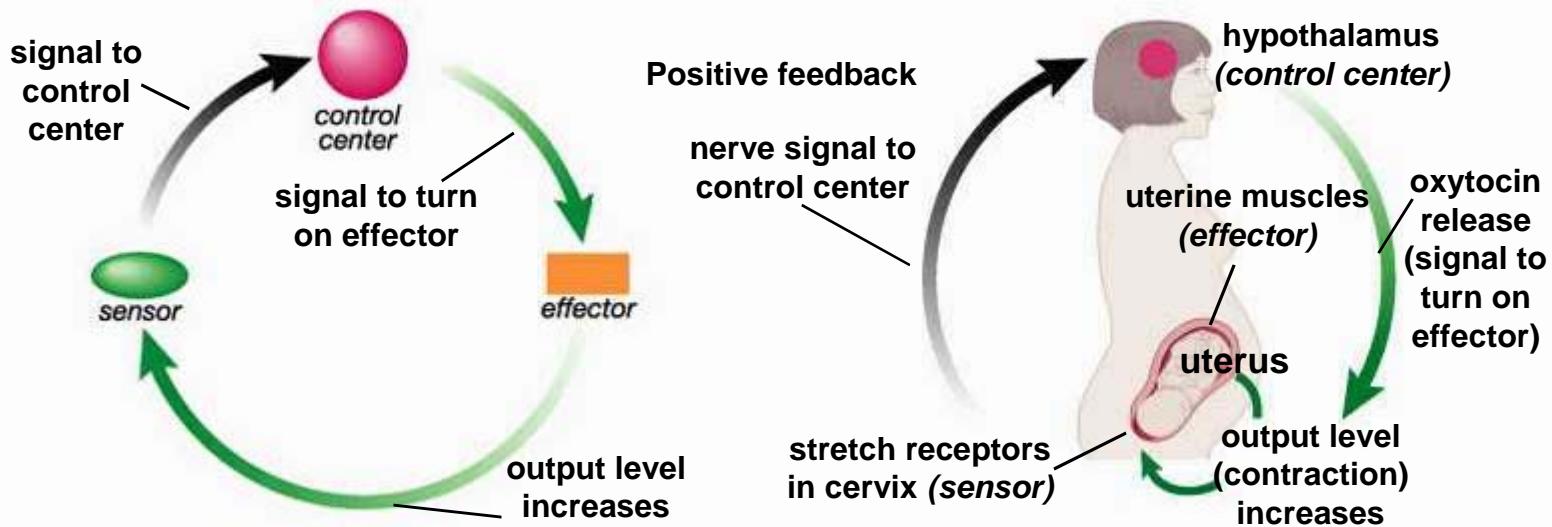 signal to
control
center
control
center
signal to turn
on effector
sensor
effector
output level
increases
Positive feedback
hypothalamus
(control center)
nerve signal to
control center
uterine muscles
(effector)
oxytocin
release
(signal to
turn on
effector)
uterus
stretch receptors
in cervix (sensor)
output level
(contraction)
increases